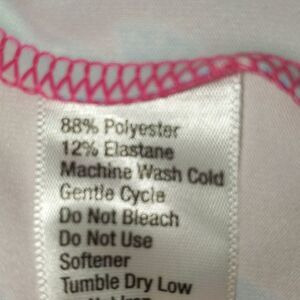 88% Polyester
12% Elastane
Machine Wash Cold
Gentle Cycle
Do Not Bleach
Do Not Use
Softener
Tumble Dry Low